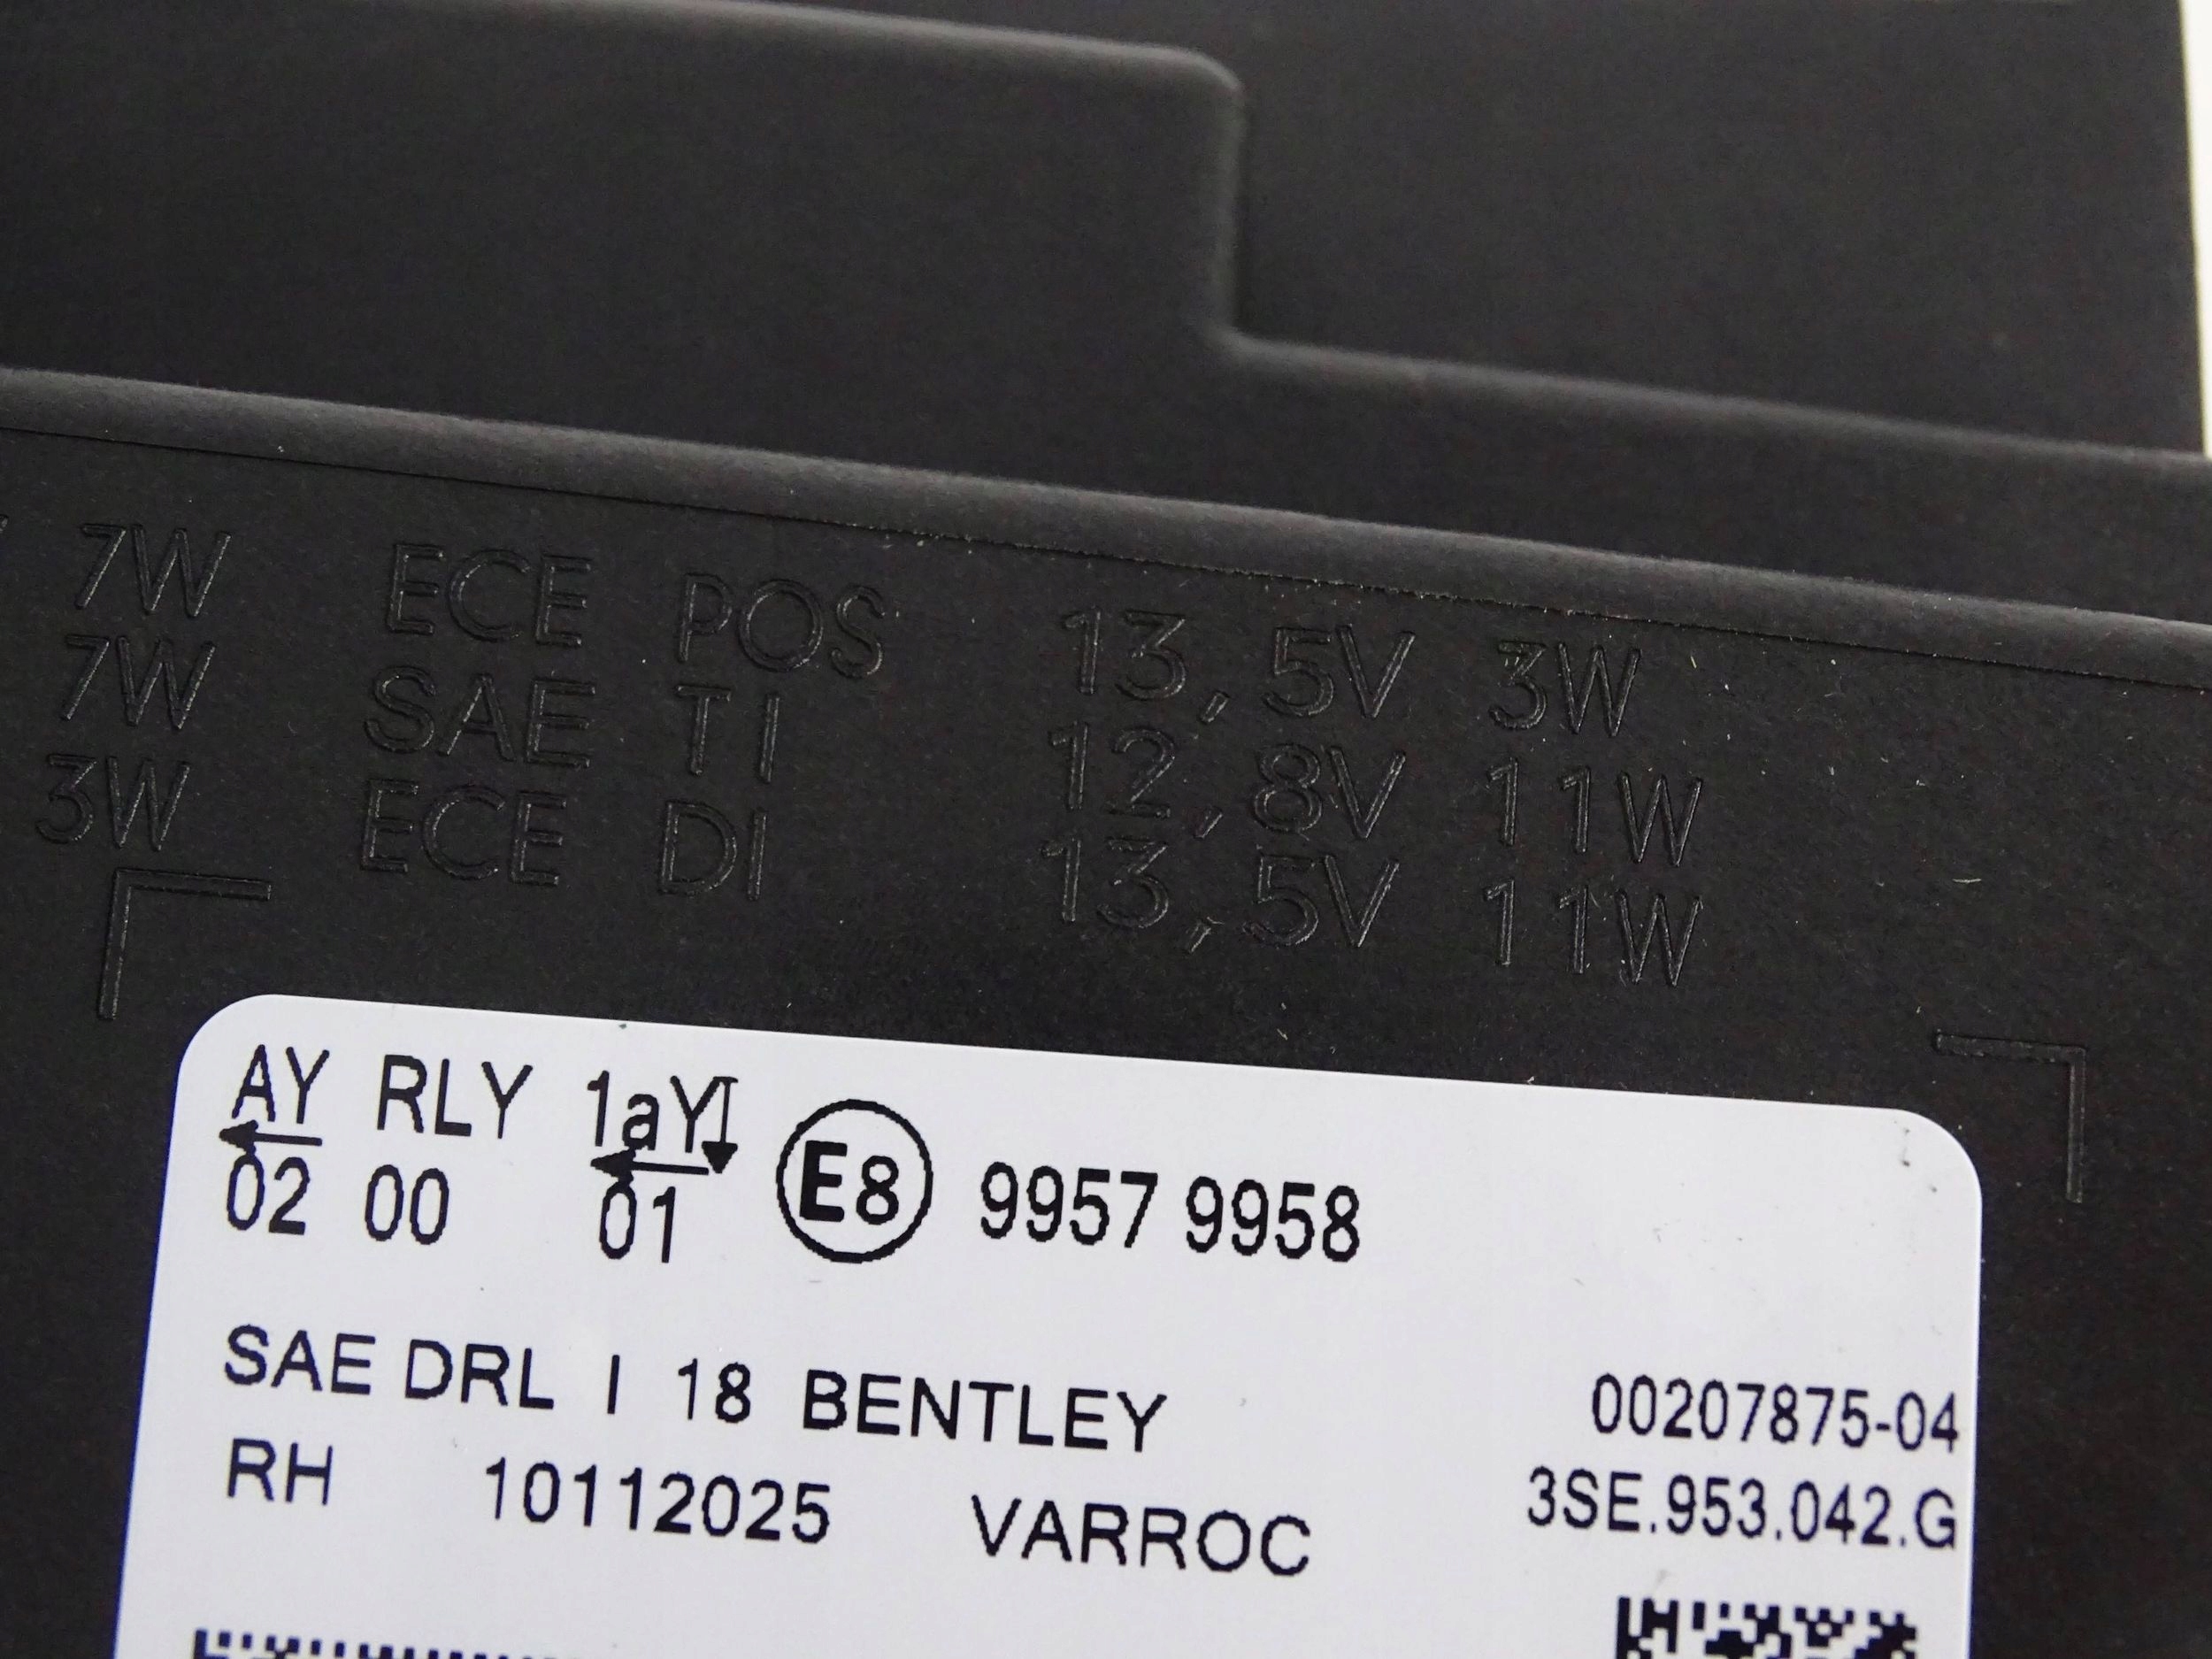 7W ECE POS 13,5V 3W
7W SAE TI 12,8V 11W
3W ECE DI 13,5V 11W
AY RLY 1aY E8 9957 9958
02 00 01
SAE DRL I 18 BENTLEY 00207875-04
RH 10112025 VARROC 3SE.953.042.G